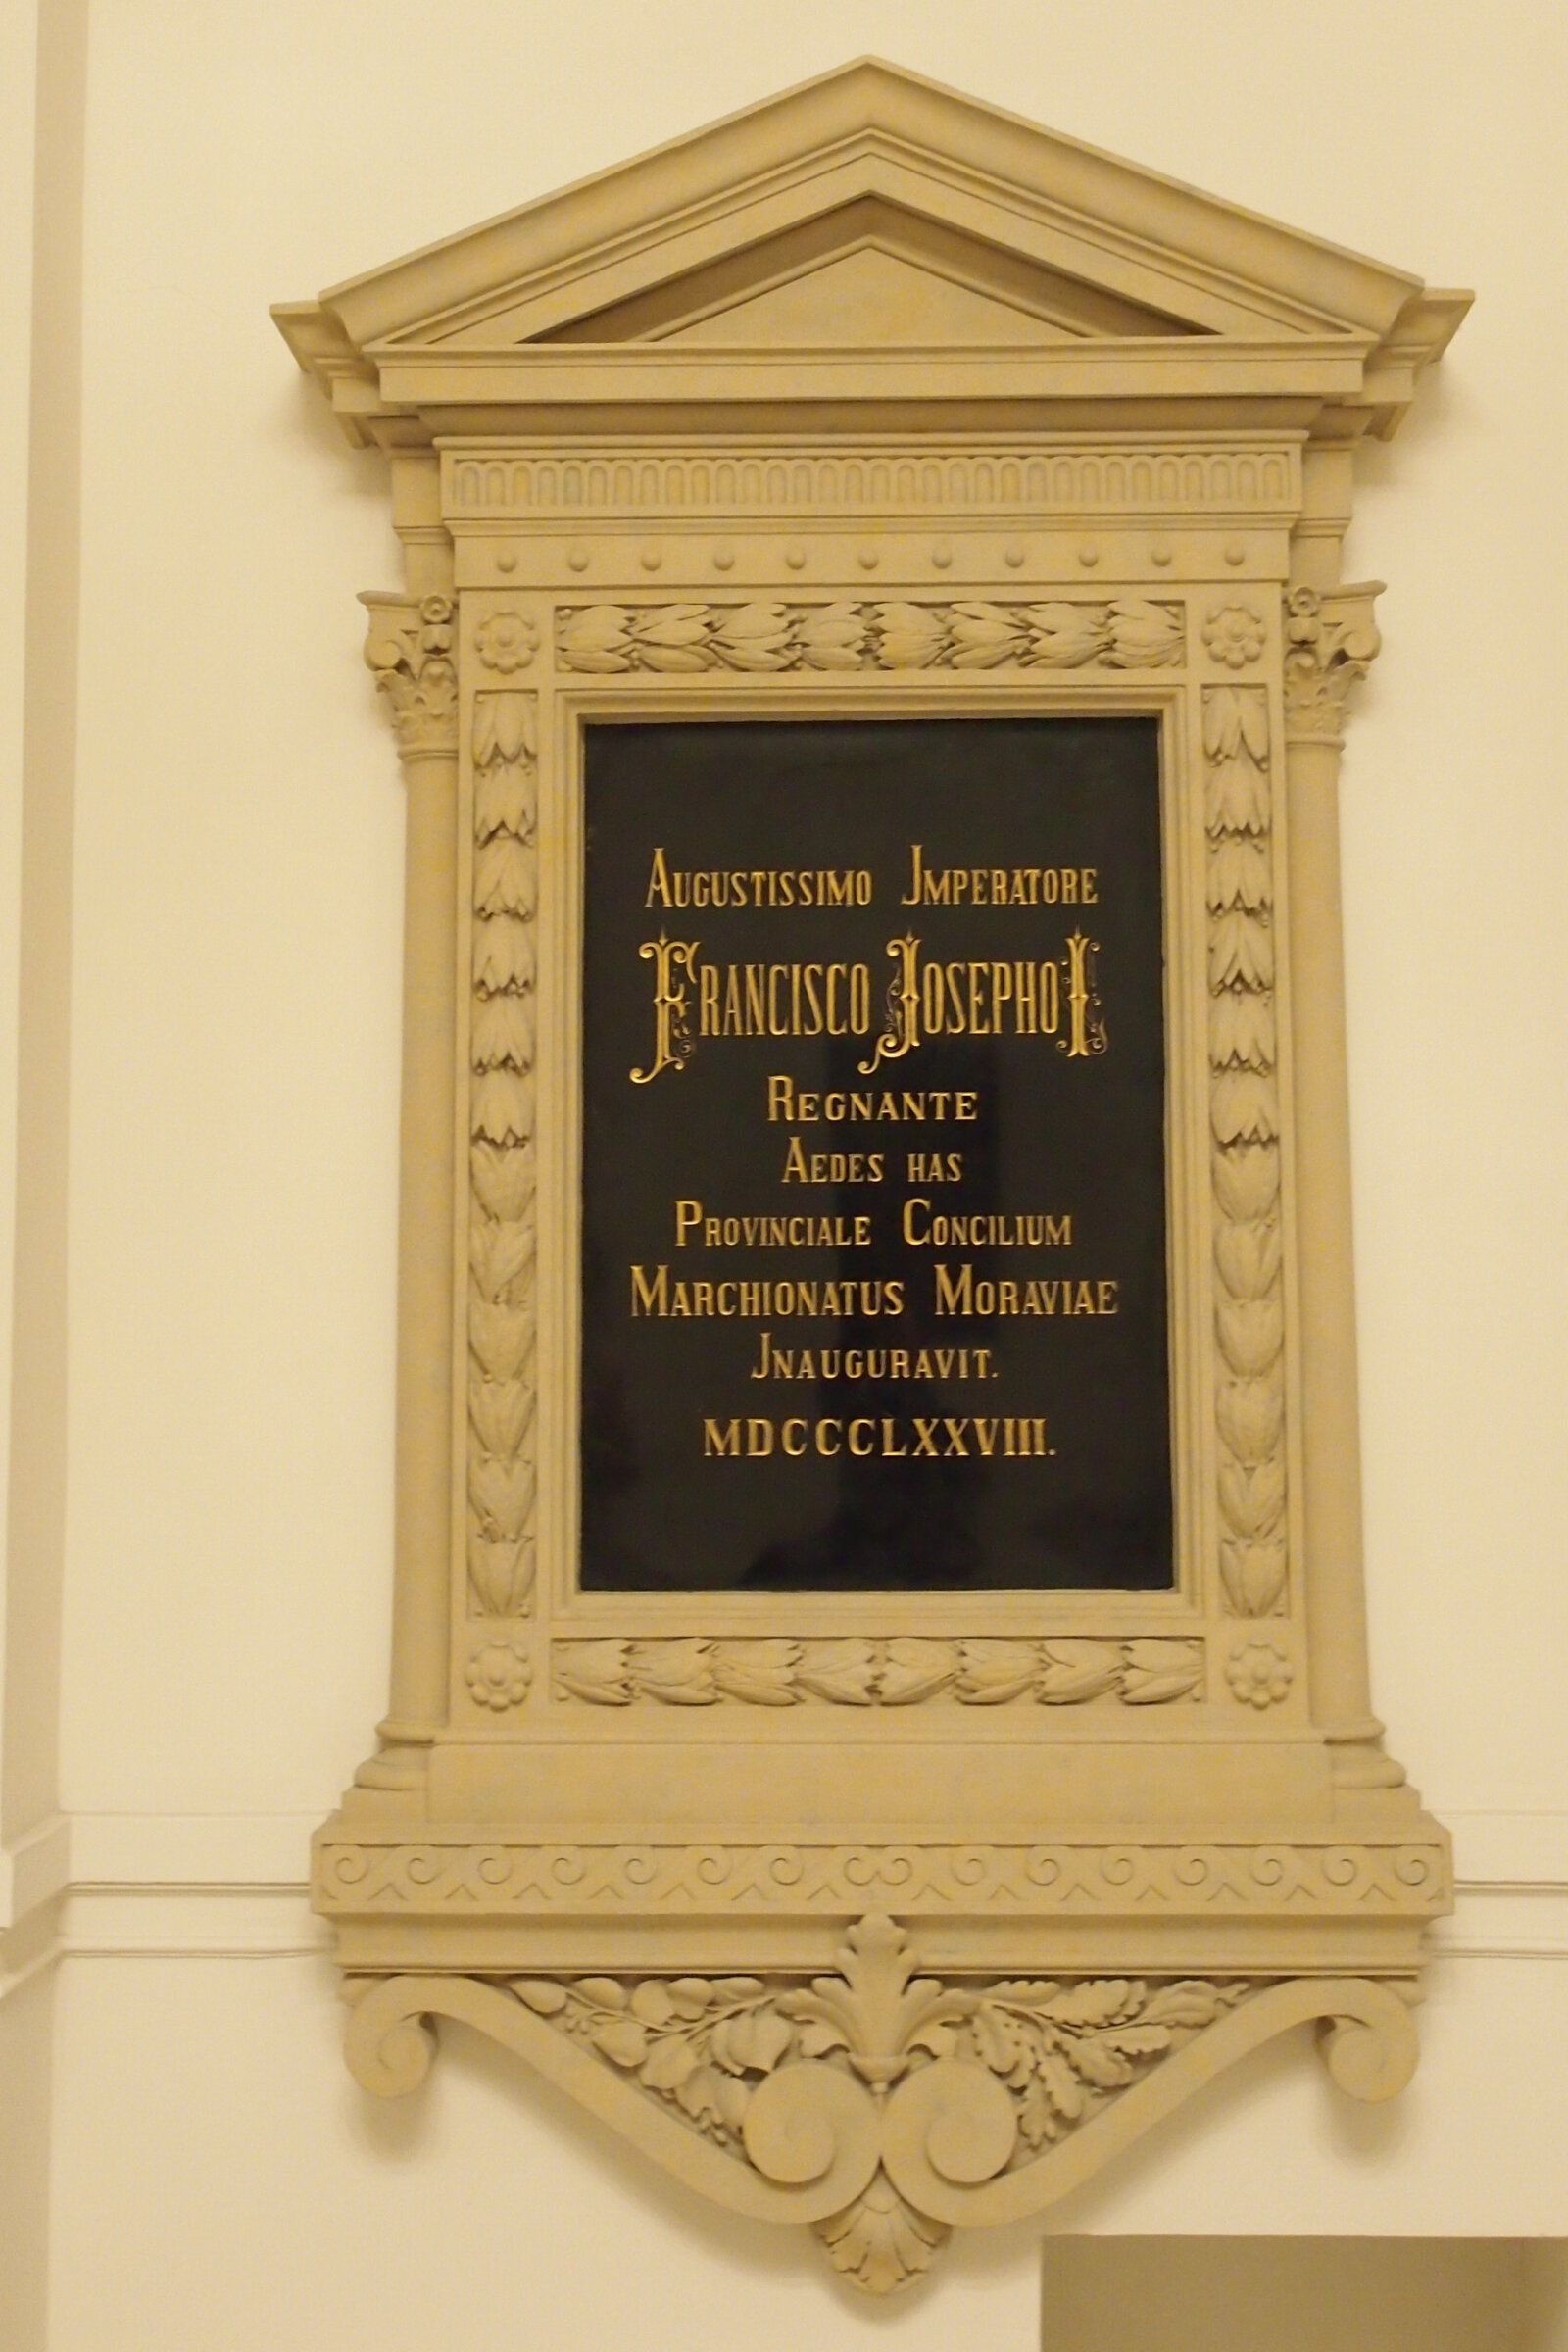 Augustissimo Jmperatore
Francisco Josepho I
Regnante
Aedes has
Provinciale Concilium
Marchionatus Moraviae
Jnauguravit.
MDCCCLXXVIII.